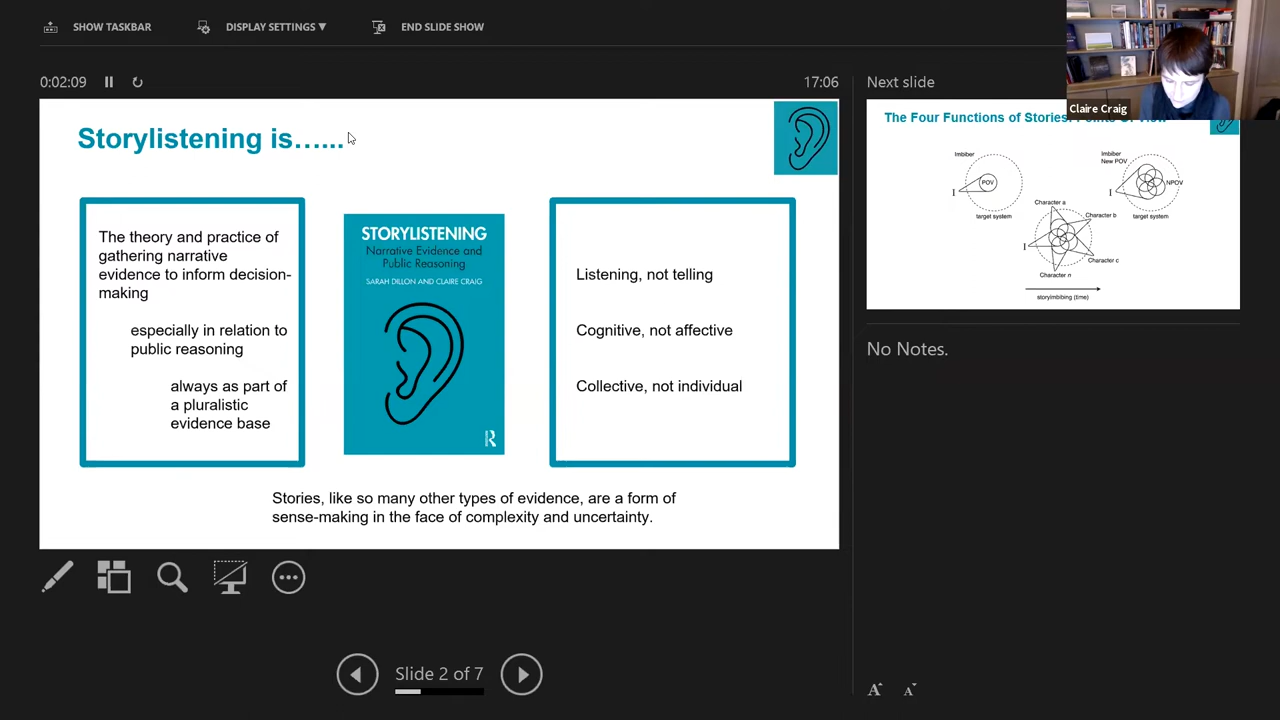 SHOW TASKBAR
DISPLAY SETTINGS ▼
END SLIDE SHOW
0:02:09
17:06
Next slide
Claire Craig
Storylistening is…...
The theory and practice of
gathering narrative
evidence to inform decision-
making
especially in relation to
public reasoning
always as part of
a pluralistic
evidence base
STORYLISTENING
Narrative Evidence and
Public Reasoning
SARAH DILLON AND CLAIRE CRAIG
R
Listening, not telling
Cognitive, not affective
Collective, not individual
Stories, like so many other types of evidence, are a form of
sense-making in the face of complexity and uncertainty.
The Four Functions of Stories: Points Of View
Imbiber
POV
I
target system
Imbiber
New POV
NPOV
I
target system
Character a
Character b
I
Character c
Character n
storyimbibing (time)
No Notes.
Slide 2 of 7
A
A